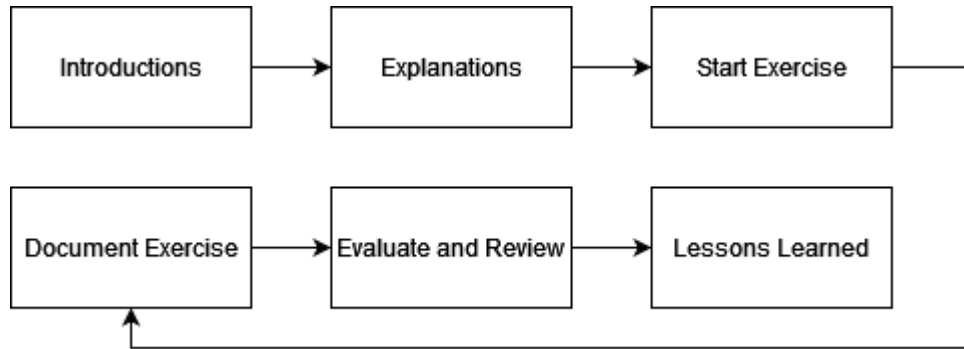 Introductions
Explanations
Start Exercise
Document Exercise
Evaluate and Review
Lessons Learned